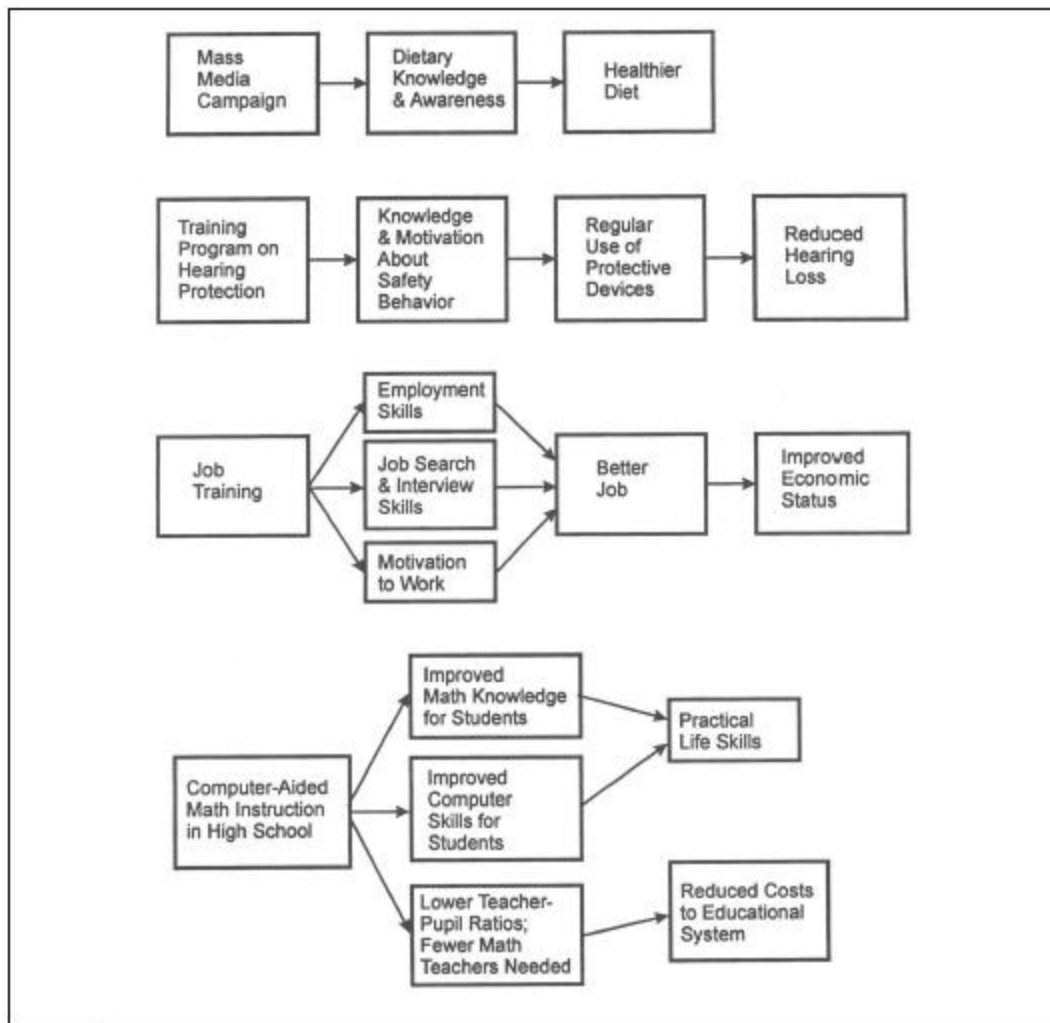 Mass
Media
Campaign
Dietary
Knowledge
& Awareness
Healthier
Diet
Training
Program on
Hearing
Protection
Knowledge
& Motivation
About
Safety
Behavior
Regular
Use of
Protective
Devices
Reduced
Hearing
Loss
Job
Training
Employment
Skills
Job Search
& Interview
Skills
Motivation
to Work
Better
Job
Improved
Economic
Status
Computer-Aided
Math Instruction
in High School
Improved
Math Knowledge
for Students
Improved
Computer
Skills for
Students
Lower Teacher-
Pupil Ratios;
Fewer Math
Teachers Needed
Practical
Life Skills
Reduced Costs
to Educational
System